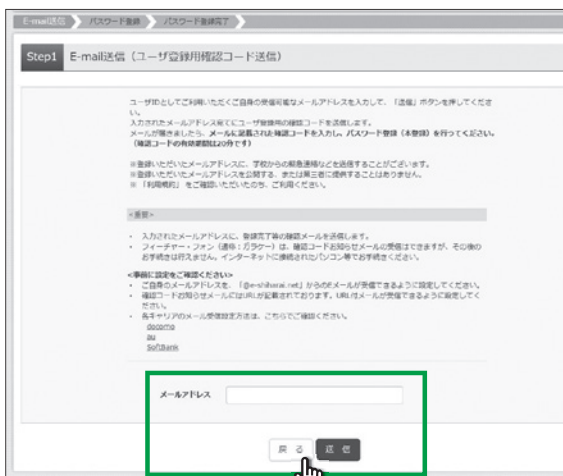 E-mail送信 パスワード登録 パスワード登録完了
Step1 E-mail送信（ユーザ登録用確認コード送信）
ユーザIDとしてご利用いただくご自身の受信可能なメールアドレスを入力して、「送信」ボタンを押してくださ
い。
入力されたメールアドレス宛てにユーザ登録用の確認コードを送信します。
メールが届きましたら、メールに記載された確認コードを入力し、パスワード登録（本登録）を行ってください。
（確認コードの有効期間は20分です）
※登録いただいたメールアドレスに、学校からの緊急連絡などを送信することがございます。
※登録いただいたメールアドレスを公開する、または第三者に提供することはありません。
※ 「利用規約」 をご確認いただいたのち、ご利用ください。
<重要>
・ 入力されたメールアドレスに、登録完了等の確認メールを送信します。
・ フィーチャー・フォン（通称：ガラケー）は、確認コードお知らせメールの受信はできますが、その後の
お手続きは行えません。インターネットに接続されたパソコン等でお手続きください。
<事前に設定をご確認ください>
・ ご自身のメールアドレスを、「@e-shiharai.net」からのEメールが受信できるように設定してください。
・ 確認コードお知らせメールにはURLが記載されております。URL付メールが受信できるように設定してく
ださい。
・ 各キャリアのメール受信設定方法は、こちらでご確認ください。
docomo
au
SoftBank
メールアドレス
戻 る 送 信